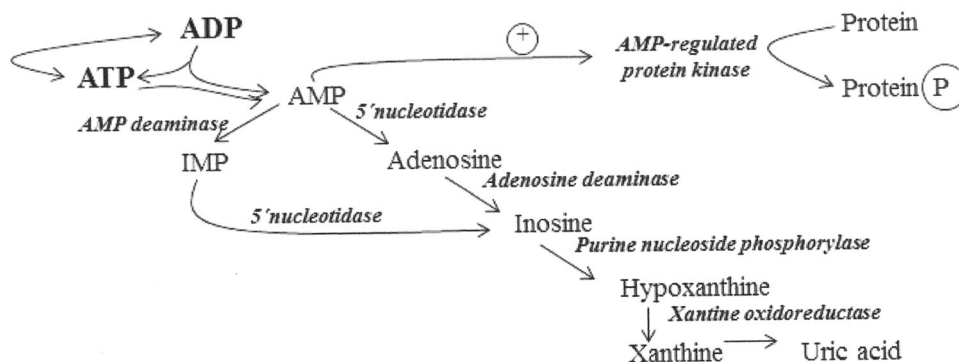 ADP
Protein
+
AMP-regulated
protein kinase
ATP
AMP
Protein P
5´nucleotidase
AMP deaminase
IMP
Adenosine
Adenosine deaminase
5´nucleotidase
Inosine
Purine nucleoside phosphorylase
Hypoxanthine
Xantine oxidoreductase
Xanthine
Uric acid